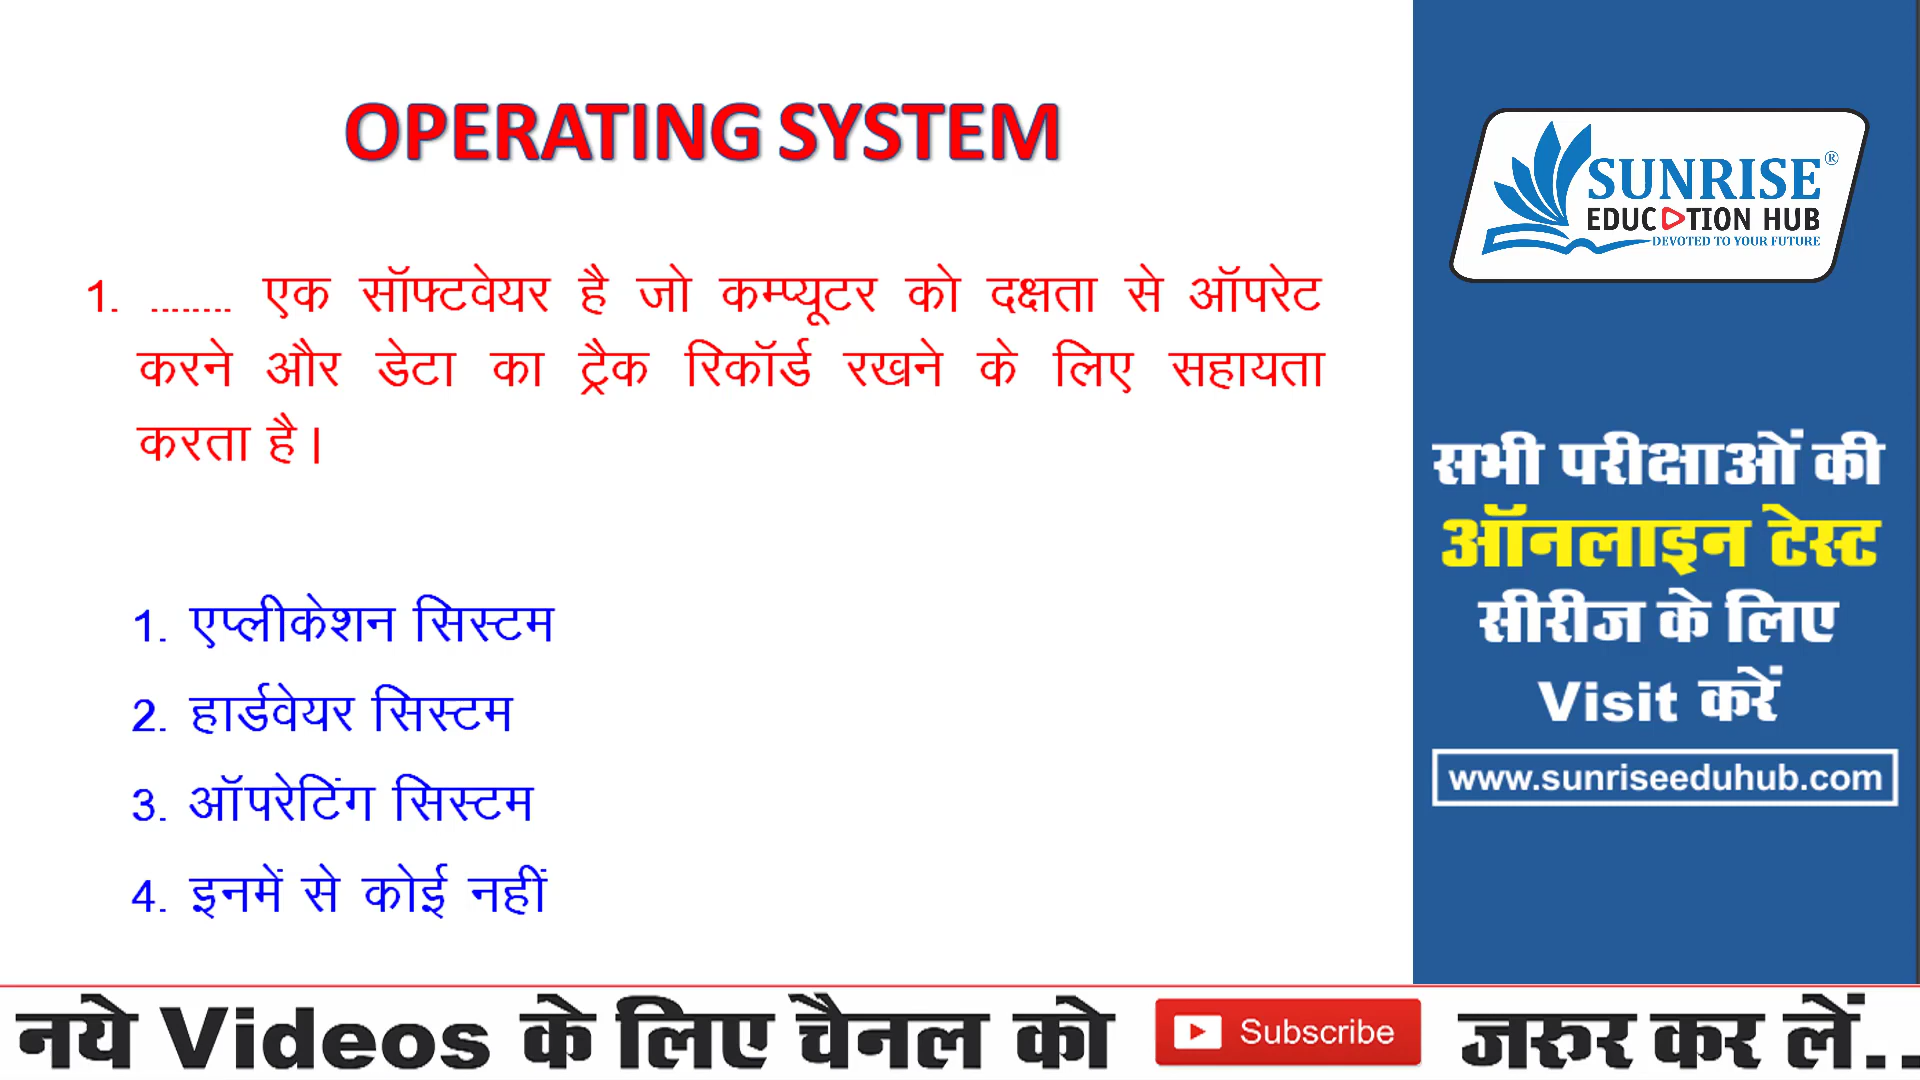 OPERATING SYSTEM
1. ........ एक सॉफ्टवेयर है जो कम्प्यूटर को दक्षता से ऑपरेट
करने और डेटा का ट्रैक रिकॉर्ड रखने के लिए सहायता
करता है।
1. एप्लीकेशन सिस्टम
2. हार्डवेयर सिस्टम
3. ऑपरेटिंग सिस्टम
4. इनमें से कोई नहीं
SUNRISE®
EDUCATION HUB
DEVOTED TO YOUR FUTURE
सभी परीक्षाओं की
ऑनलाइन टेस्ट
सीरीज के लिए
Visit करें
www.sunriseeduhub.com
नये Videos के लिए चैनल को Subscribe जरुर कर लें..